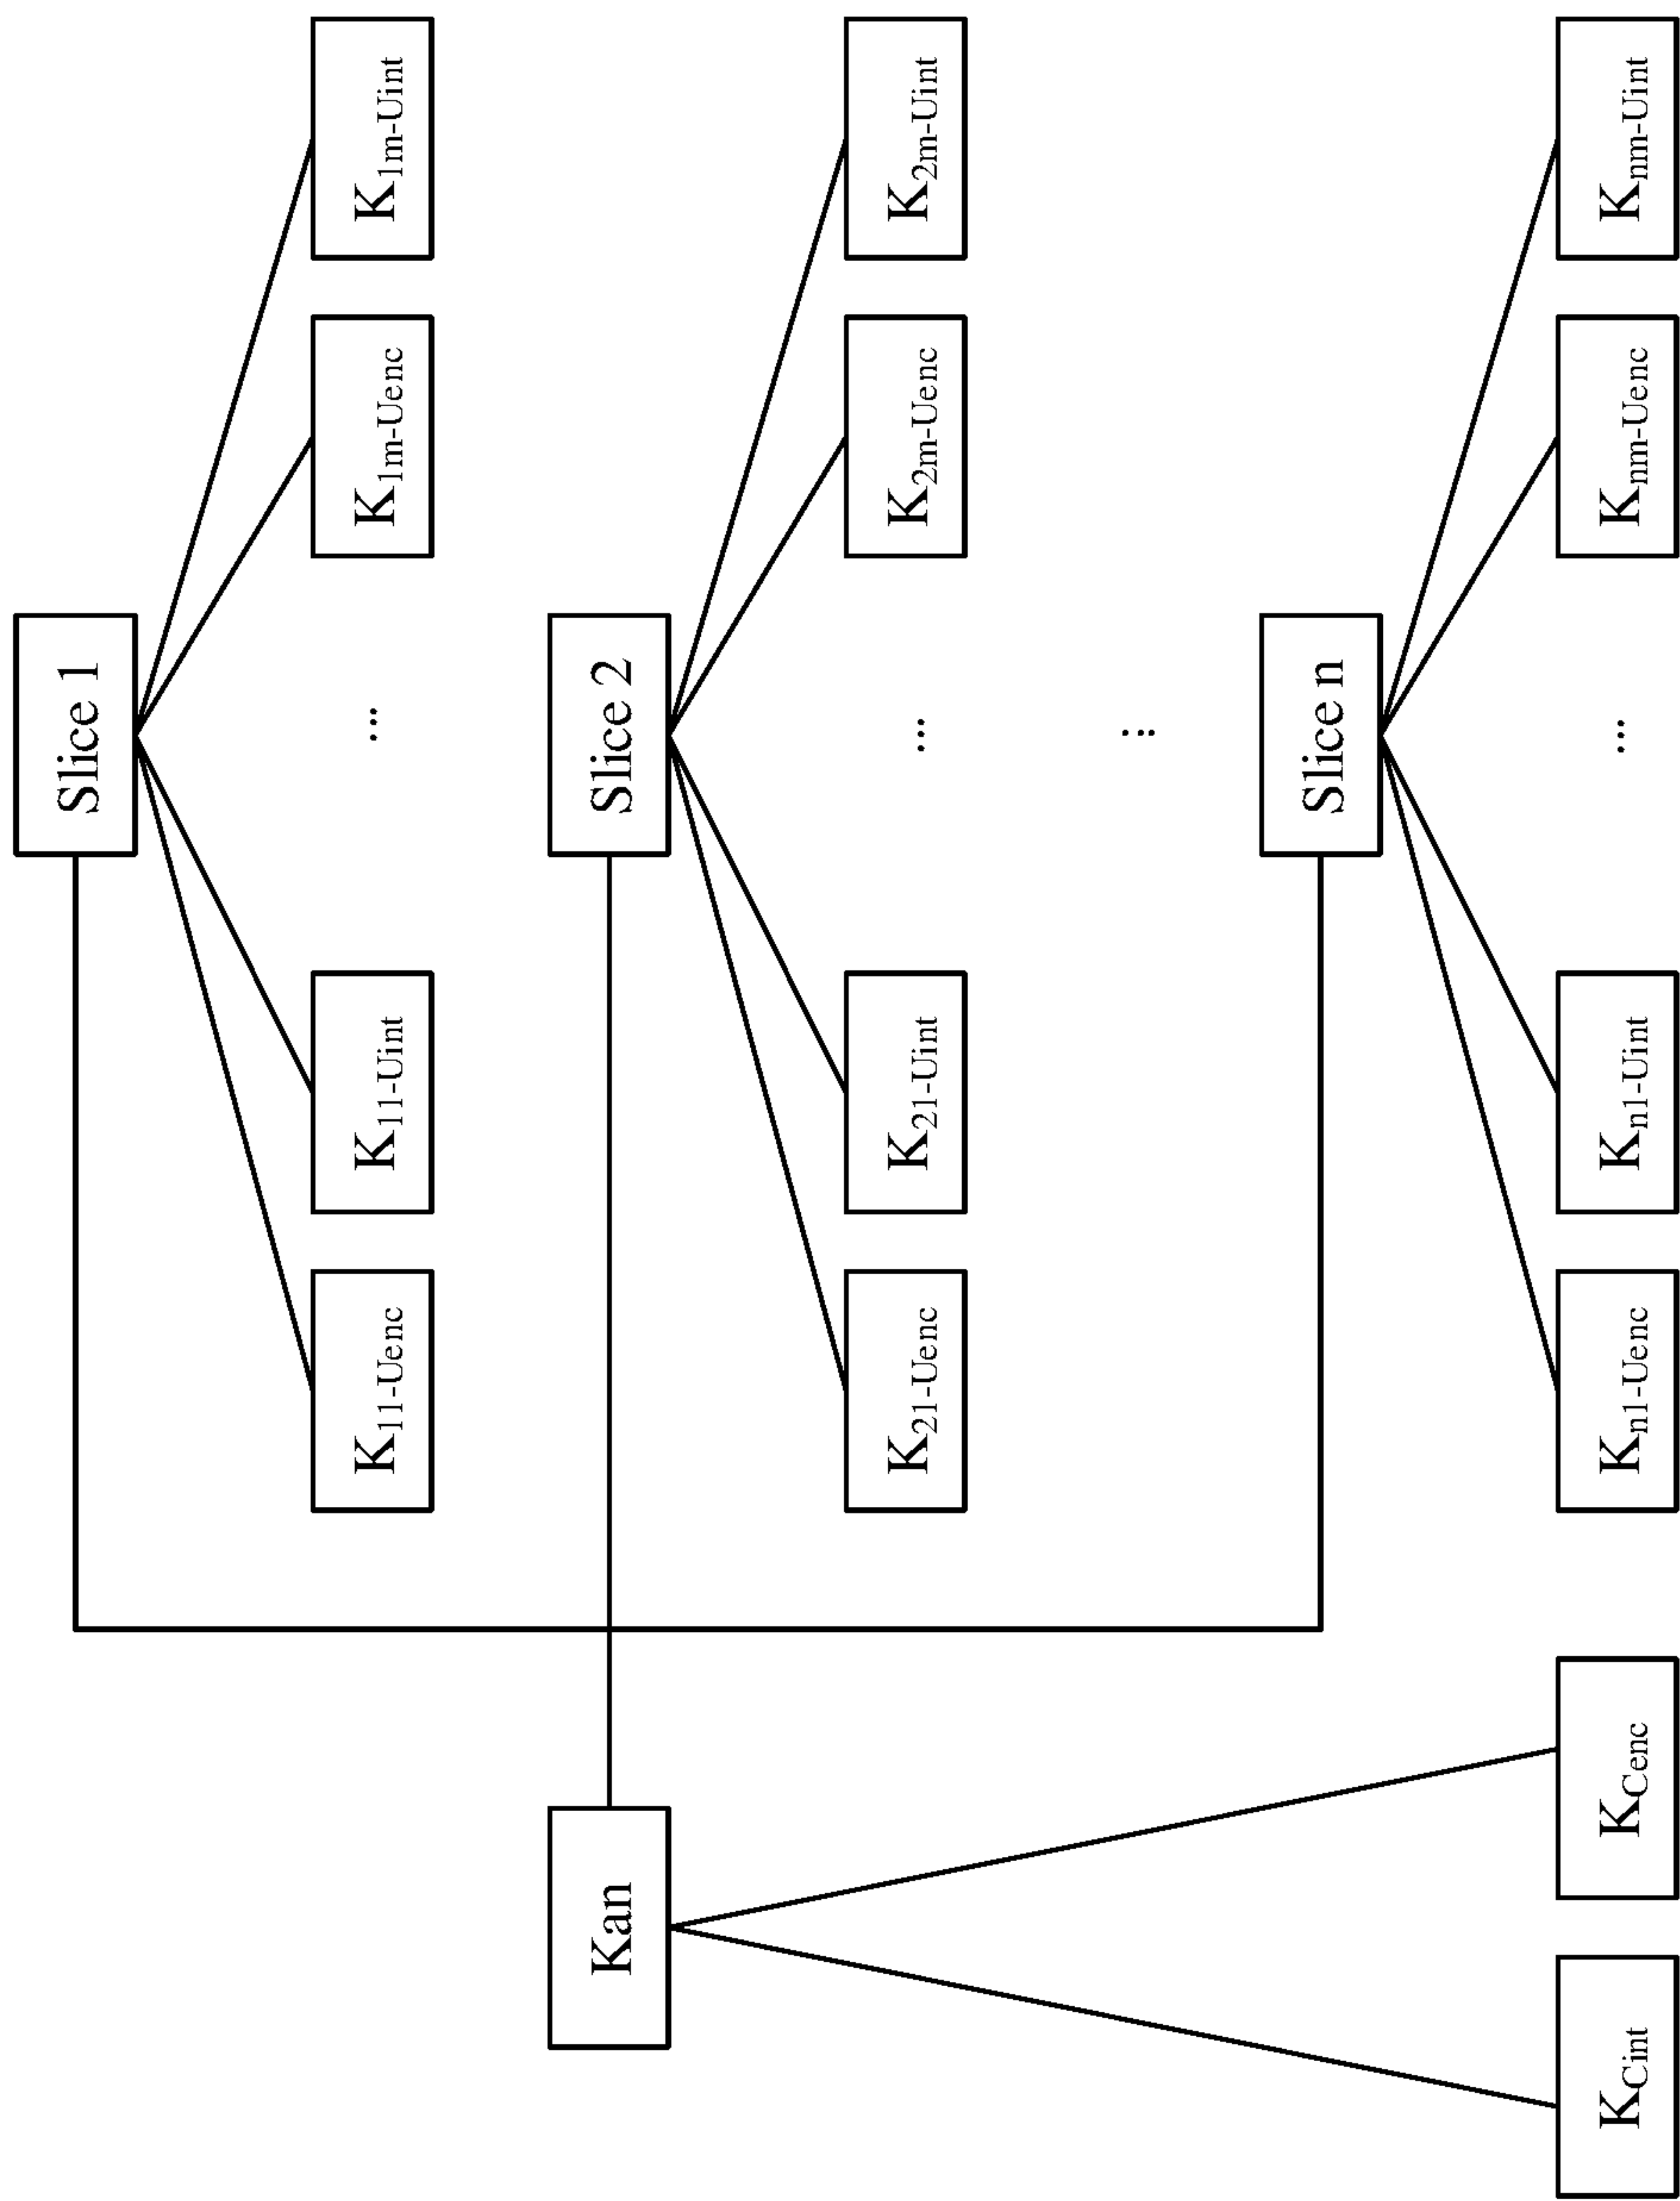 Slice 1
K11-Uenc
K11-Uint
...
K1m-Uenc
K1m-Uint
Kan
Slice 2
K21-Uenc
K21-Uint
...
K2m-Uenc
K2m-Uint
...
Slice n
KCint
KCenc
Kn1-Uenc
Kn1-Uint
...
Knm-Uenc
Knm-Uint